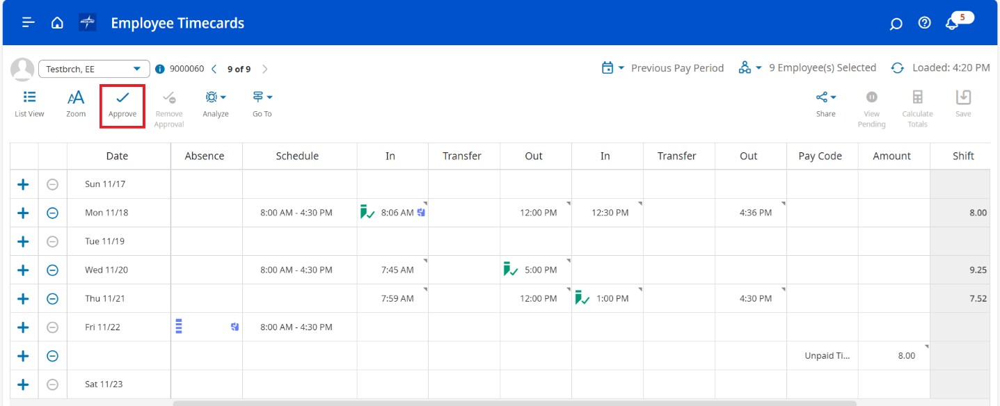 MEDLINE
Employee Timecards
5
Testbrch, EE
9000060
9 of 9
Previous Pay Period
9 Employee(s) Selected
Loaded: 4:20 PM
List View
Zoom
Approve
Remove
Approval
Analyze
Go To
Share
View
Pending
Calculate
Totals
Save
Date Absence Schedule In Transfer Out In Transfer Out Pay Code Amount Shift
Sun 11/17
Mon 11/18 8:00 AM - 4:30 PM 8:06 AM 12:00 PM 12:30 PM 4:36 PM 8.00
Tue 11/19
Wed 11/20 8:00 AM - 4:30 PM 7:45 AM 5:00 PM 9.25
Thu 11/21 7:59 AM 12:00 PM 1:00 PM 4:30 PM 7.52
Fri 11/22 8:00 AM - 4:30 PM
Unpaid Ti... 8.00
Sat 11/23